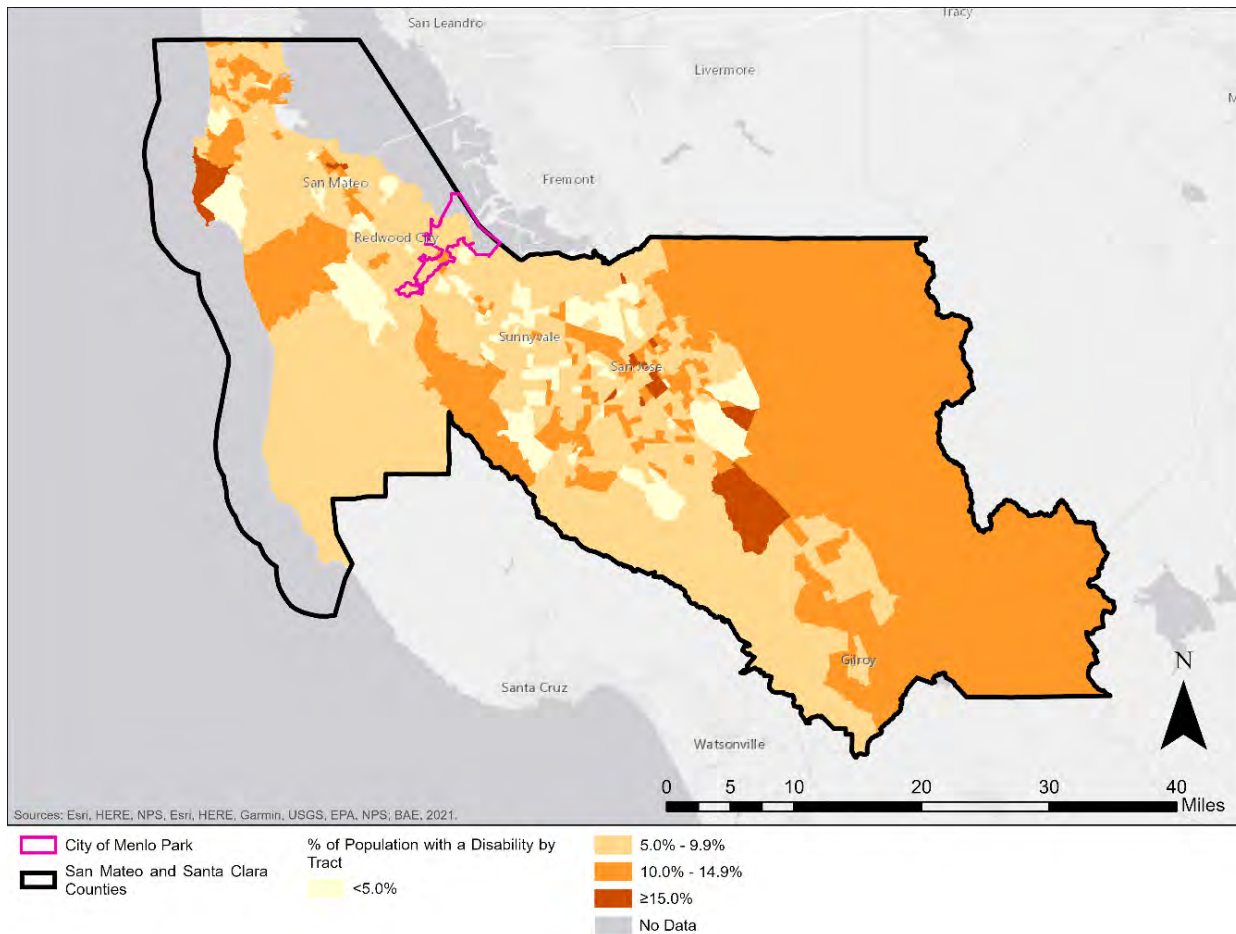 San Leandro
Tracy
Livermore
M
Fremont
San Mateo
Redwood City
Sunnyvale
San Jose
Gilroy
Santa Cruz
Watsonville
N
0 5 10 20 30 40
Miles
Sources: Esri, HERE, NPS, Esri, HERE, Garmin, USGS, EPA, NPS; BAE, 2021.
City of Menlo Park
San Mateo and Santa Clara
Counties
% of Population with a Disability by
Tract
<5.0%
5.0% - 9.9%
10.0% - 14.9%
≥15.0%
No Data